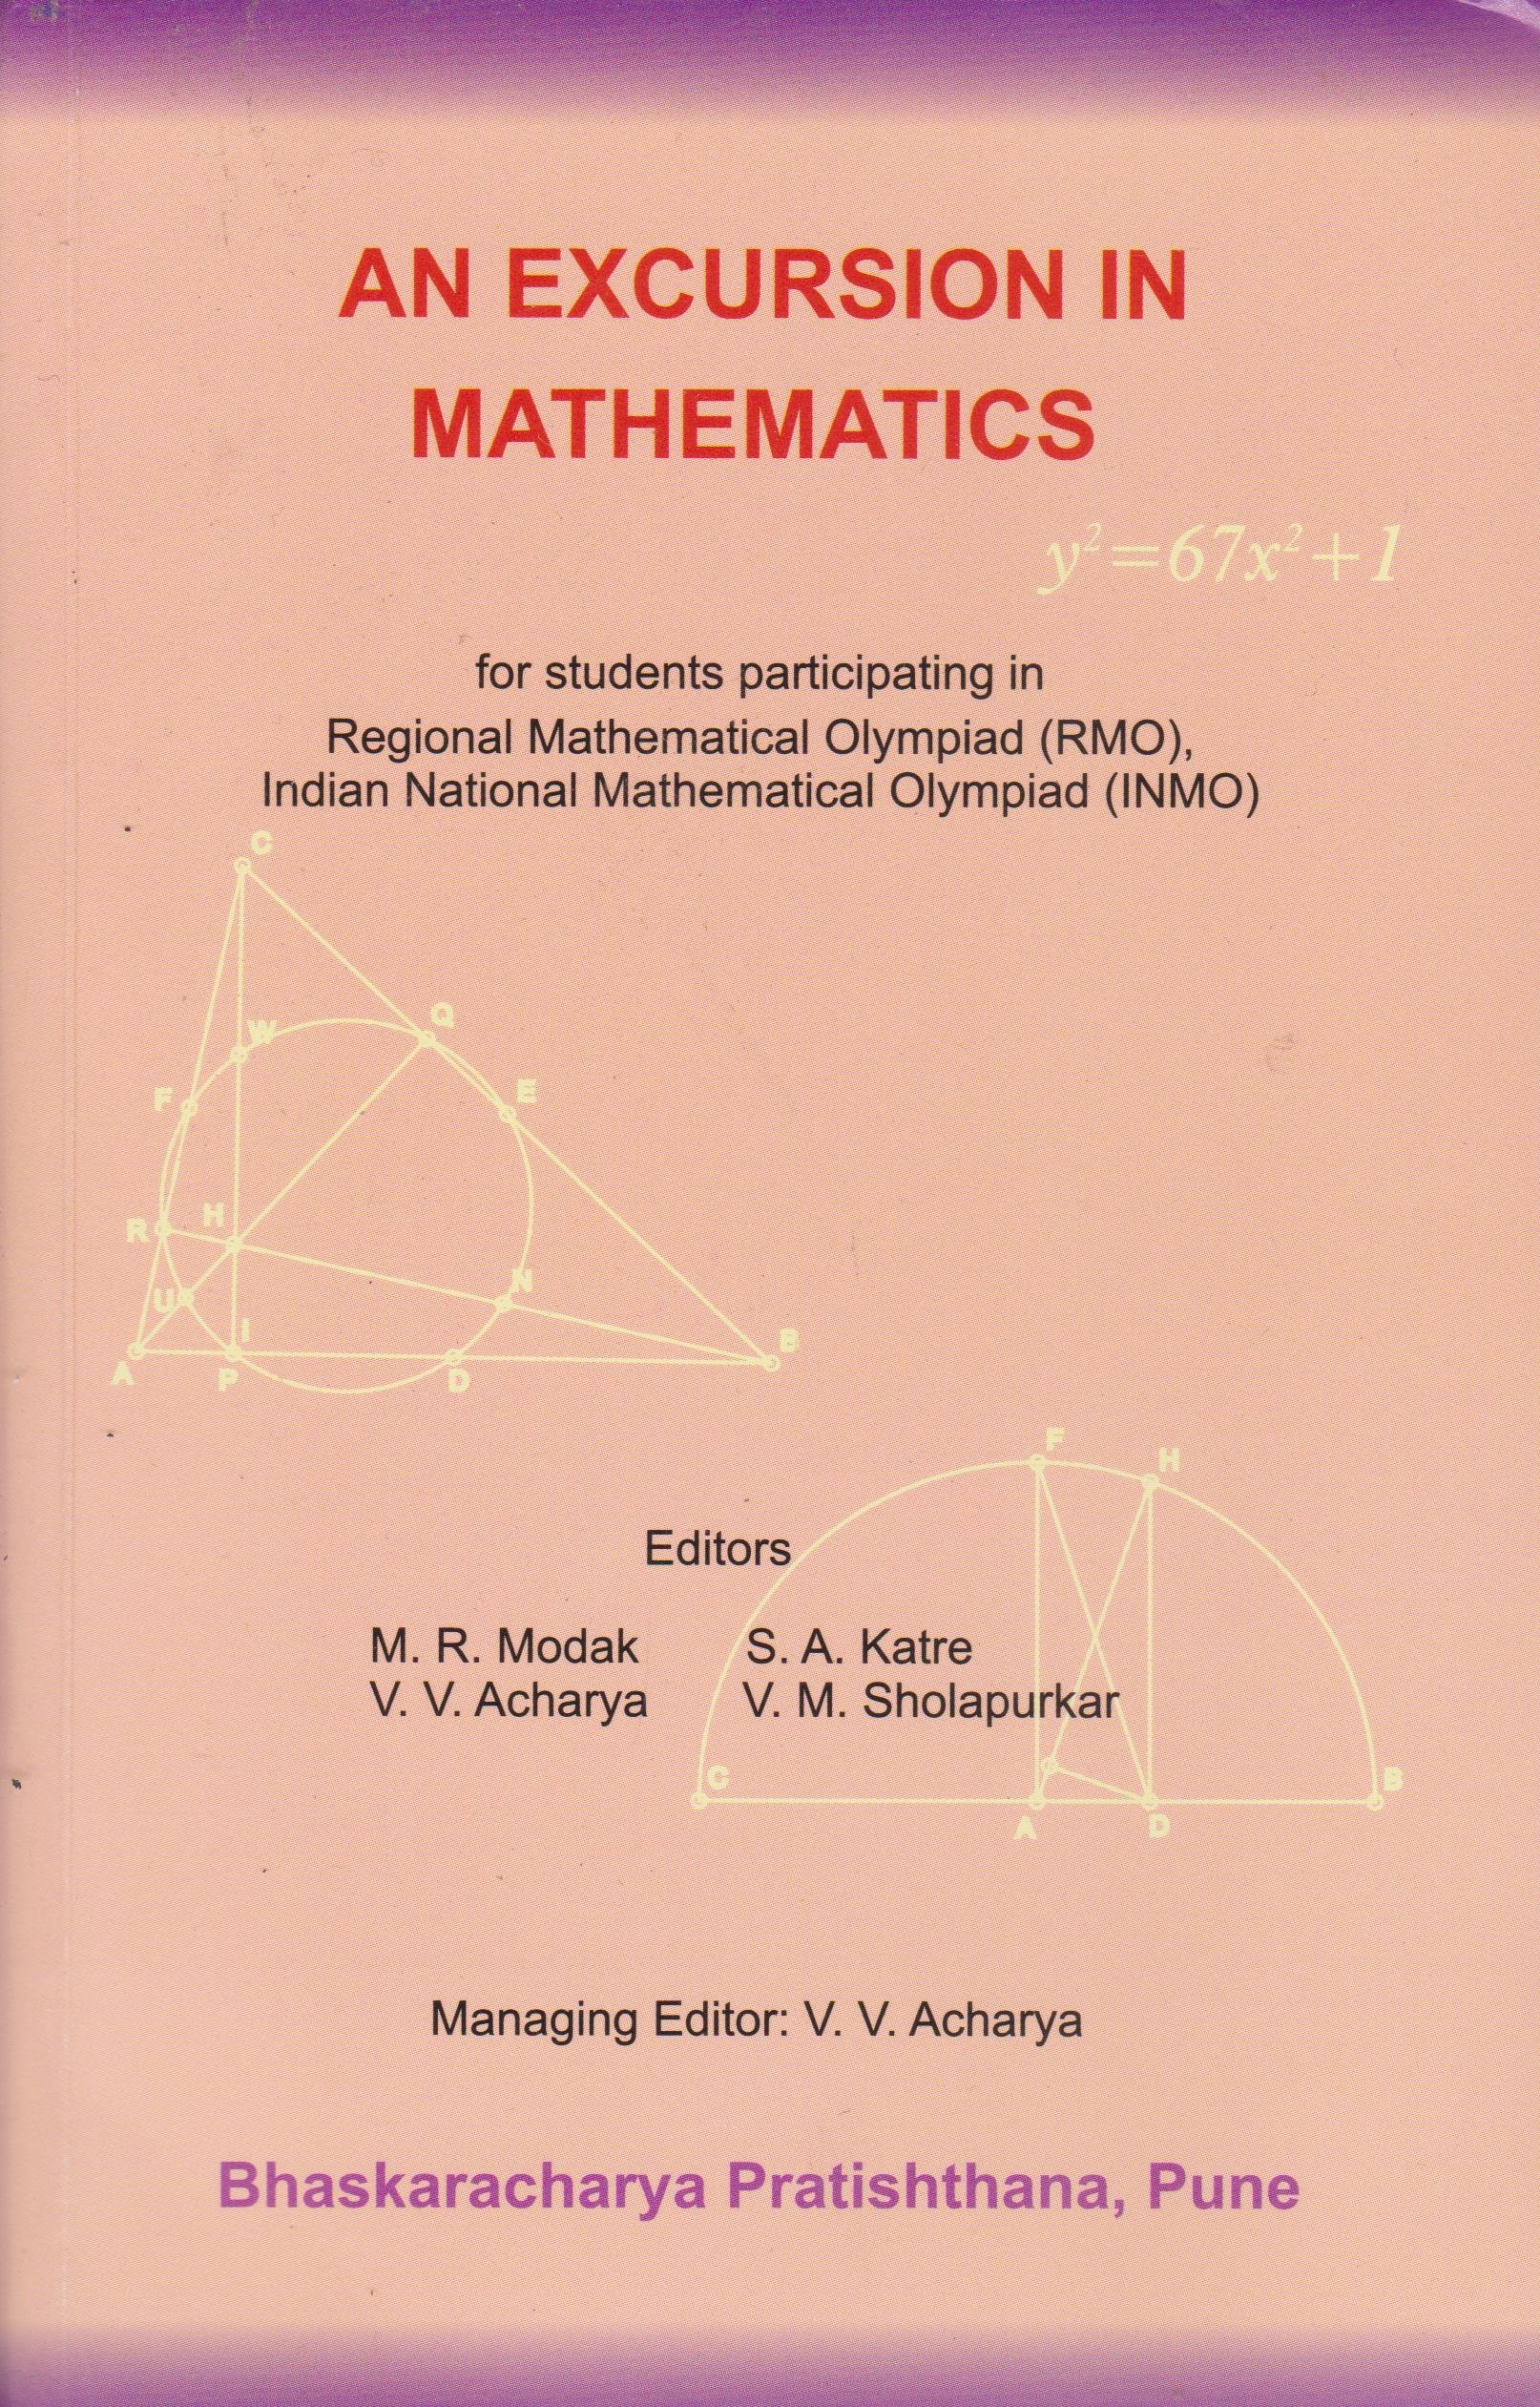 AN EXCURSION IN
MATHEMATICS
y²=67x²+1
for students participating in
Regional Mathematical Olympiad (RMO),
Indian National Mathematical Olympiad (INMO)
C
W
Q
F
E
R
H
U
N
I
A
P
D
B
F
H
Editors
M. R. Modak S. A. Katre
V. V. Acharya V. M. Sholapurkar
C
B
A
D
Managing Editor: V. V. Acharya
Bhaskaracharya Pratishthana, Pune